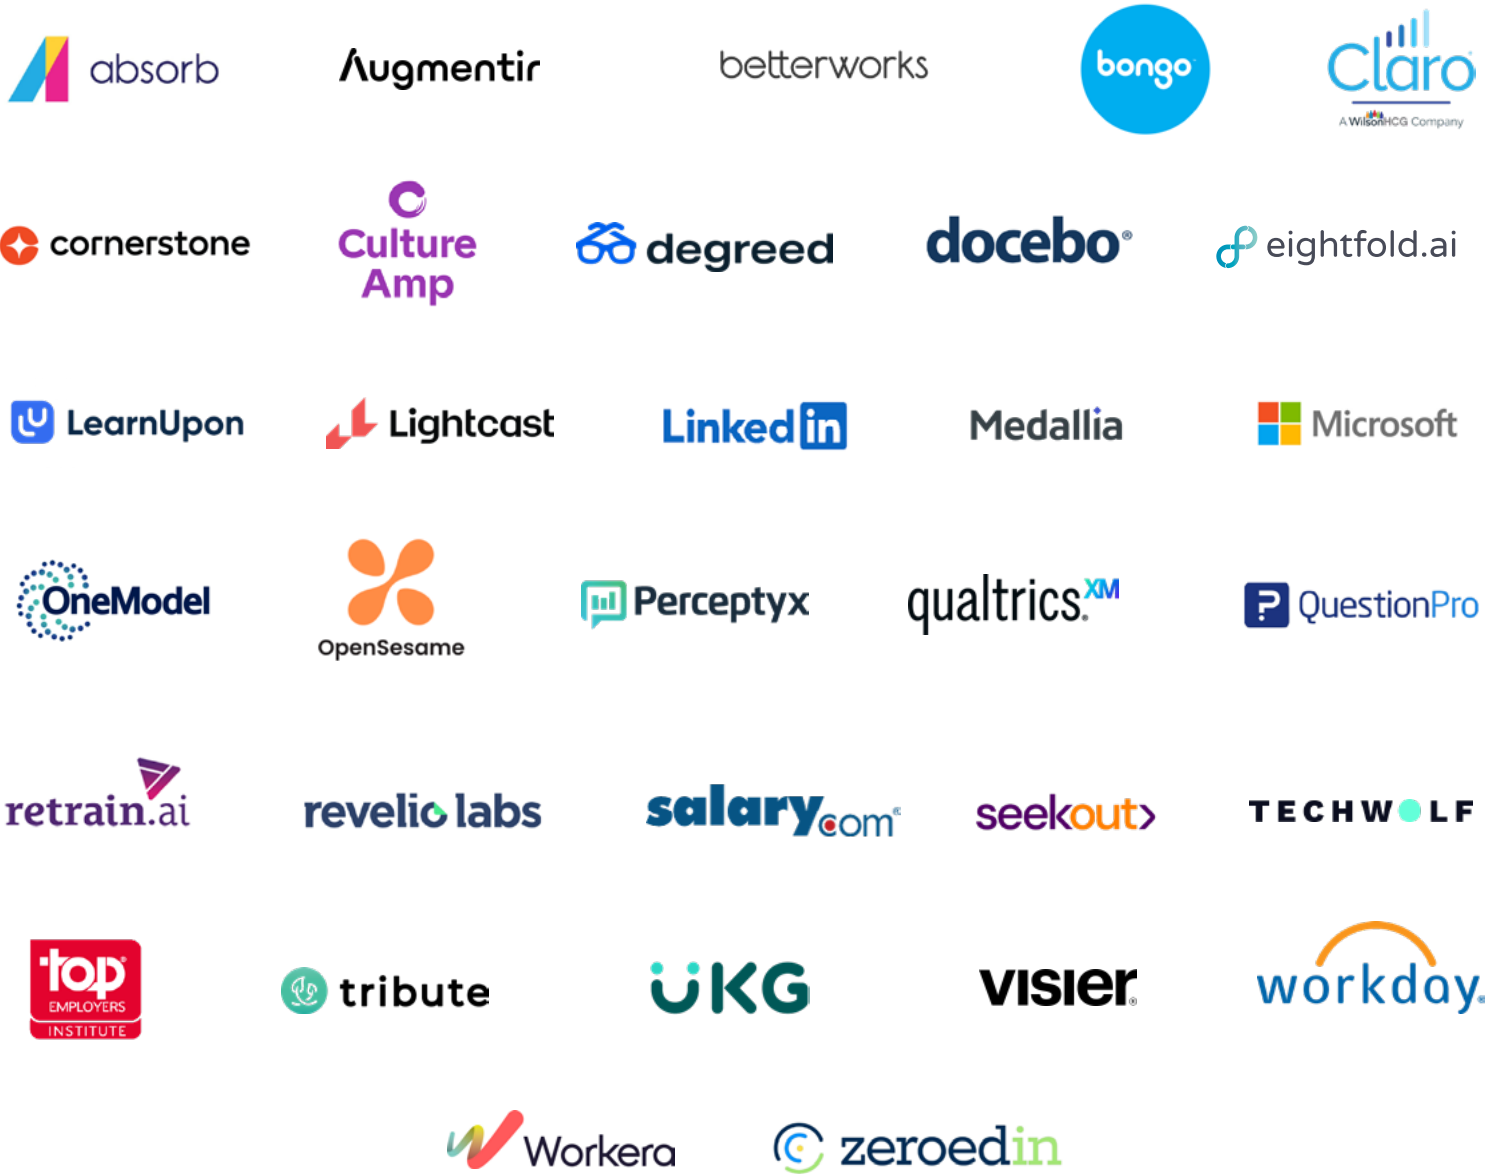 absorb
Augmentir
betterworks
bongo
Claro
A WilsonHCG Company
cornerstone
Culture
Amp
degreed
docebo®
eightfold.ai
LearnUpon
Lightcast
Linkedin
Medallia
Microsoft
OneModel
OpenSesame
Perceptyx
qualtrics.XM
QuestionPro
retrain.ai
revelio labs
salary.com®
seekout>
TECHWOLF
top
EMPLOYERS
INSTITUTE
tribute
UKG
VISIER®
workday®
Workera
zeroedin